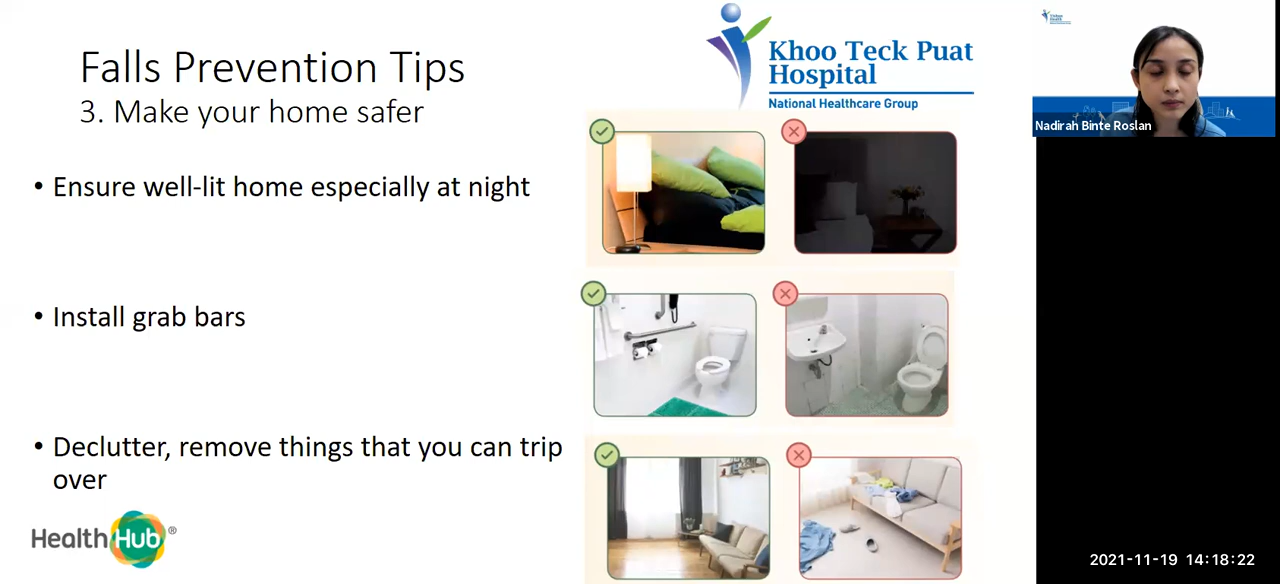 Falls Prevention Tips
3. Make your home safer
• Ensure well-lit home especially at night
• Install grab bars
• Declutter, remove things that you can trip
over
HealthHub®
Khoo Teck Puat
Hospital
National Healthcare Group
Nadirah Binte Roslan
2021-11-19 14:18:22